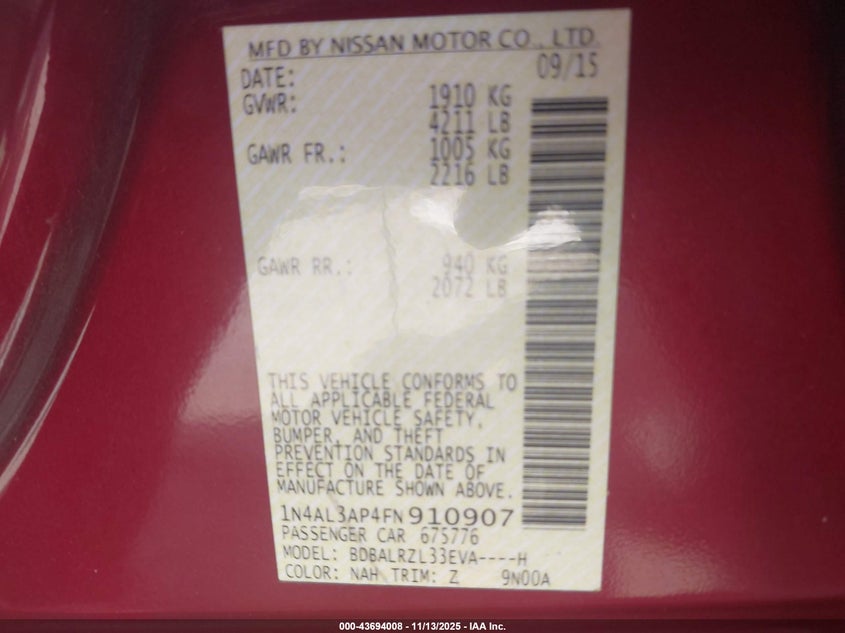 MFD BY NISSAN MOTOR CO., LTD.
DATE: 09/15
GVWR: 1910 KG
4211 LB
GAWR FR.: 1005 KG
2216 LB
GAWR RR.: 940 KG
2072 LB
THIS VEHICLE CONFORMS TO
ALL APPLICABLE FEDERAL
MOTOR VEHICLE SAFETY,
BUMPER, AND THEFT
PREVENTION STANDARDS IN
EFFECT ON THE DATE OF
MANUFACTURE SHOWN ABOVE.
1N4AL3AP4FN910907
PASSENGER CAR 675776
MODEL: BDBALRZL33EVA----H
COLOR: NAH TRIM: Z 9N00A
000-43694008 - 11/13/2025 - IAA Inc.